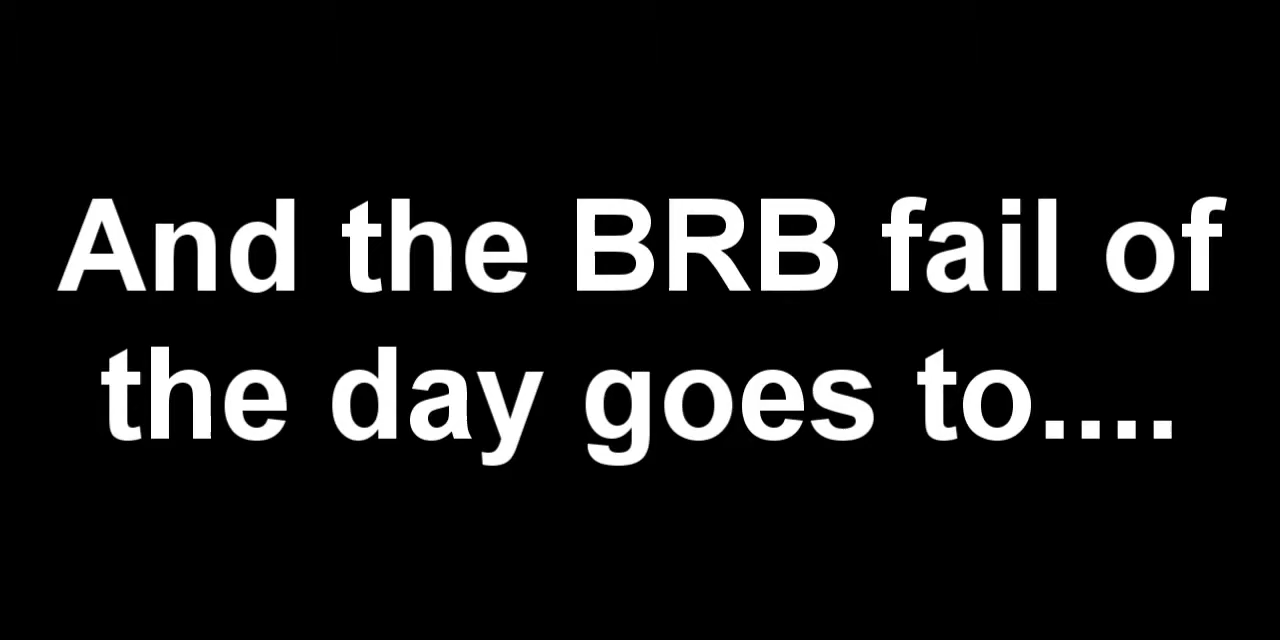 And the BRB fail of
the day goes to....